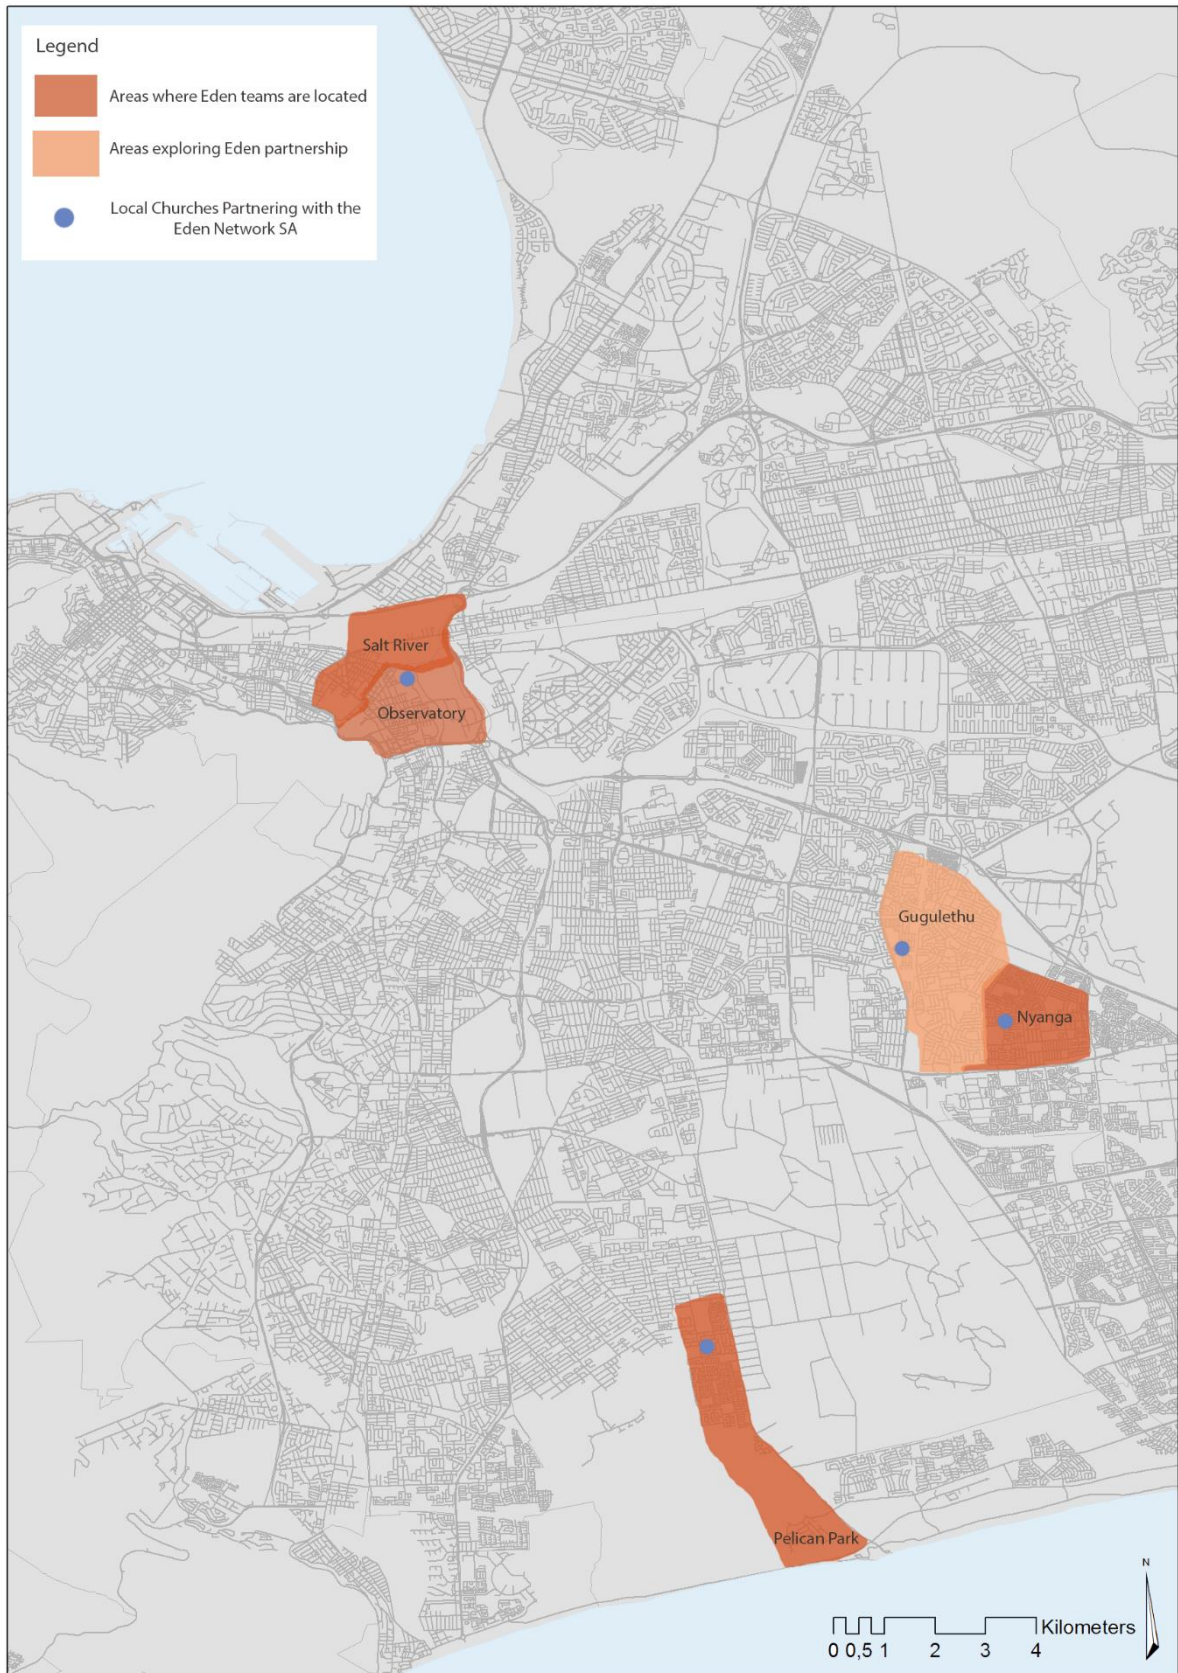 Legend
Areas where Eden teams are located
Areas exploring Eden partnership
Local Churches Partnering with the
Eden Network SA
Salt River
Observatory
Gugulethu
Nyanga
Pelican Park
N
Kilometers
0 0,5 1 2 3 4